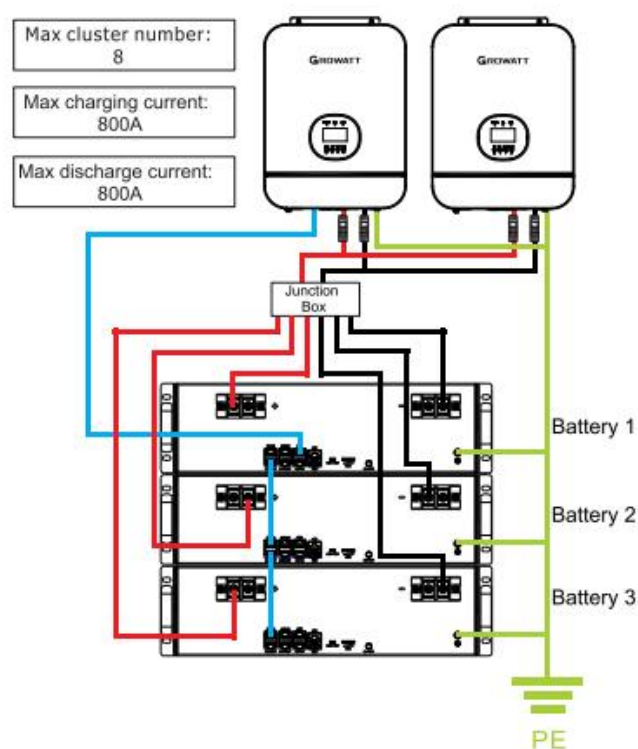 Max cluster number:
8
Max charging current:
800A
Max discharge current:
800A
GROWATT
GROWATT
Junction
Box
+
−
Battery 1
+
−
Battery 2
+
−
Battery 3
PE